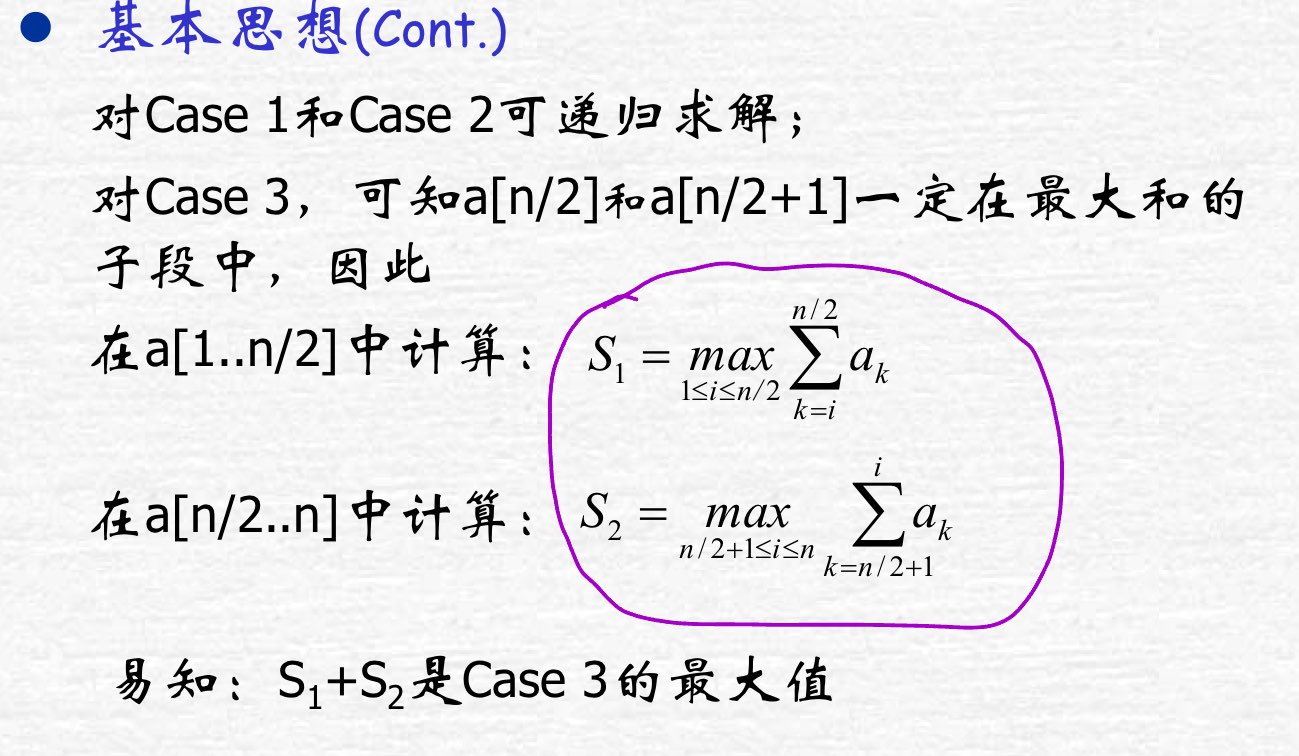 ● 基本思想(Cont.)
对Case 1和Case 2可递归求解；
对Case 3，可知a[n/2]和a[n/2+1]一定在最大和的
子段中，因此
在a[1..n/2]中计算： $S_1 = \max_{1 \le i \le n/2} \sum_{k=i}^{n/2} a_k$
在a[n/2..n]中计算： $S_2 = \max_{n/2+1 \le i \le n} \sum_{k=n/2+1}^{i} a_k$
易知：S₁+S₂是Case 3的最大值